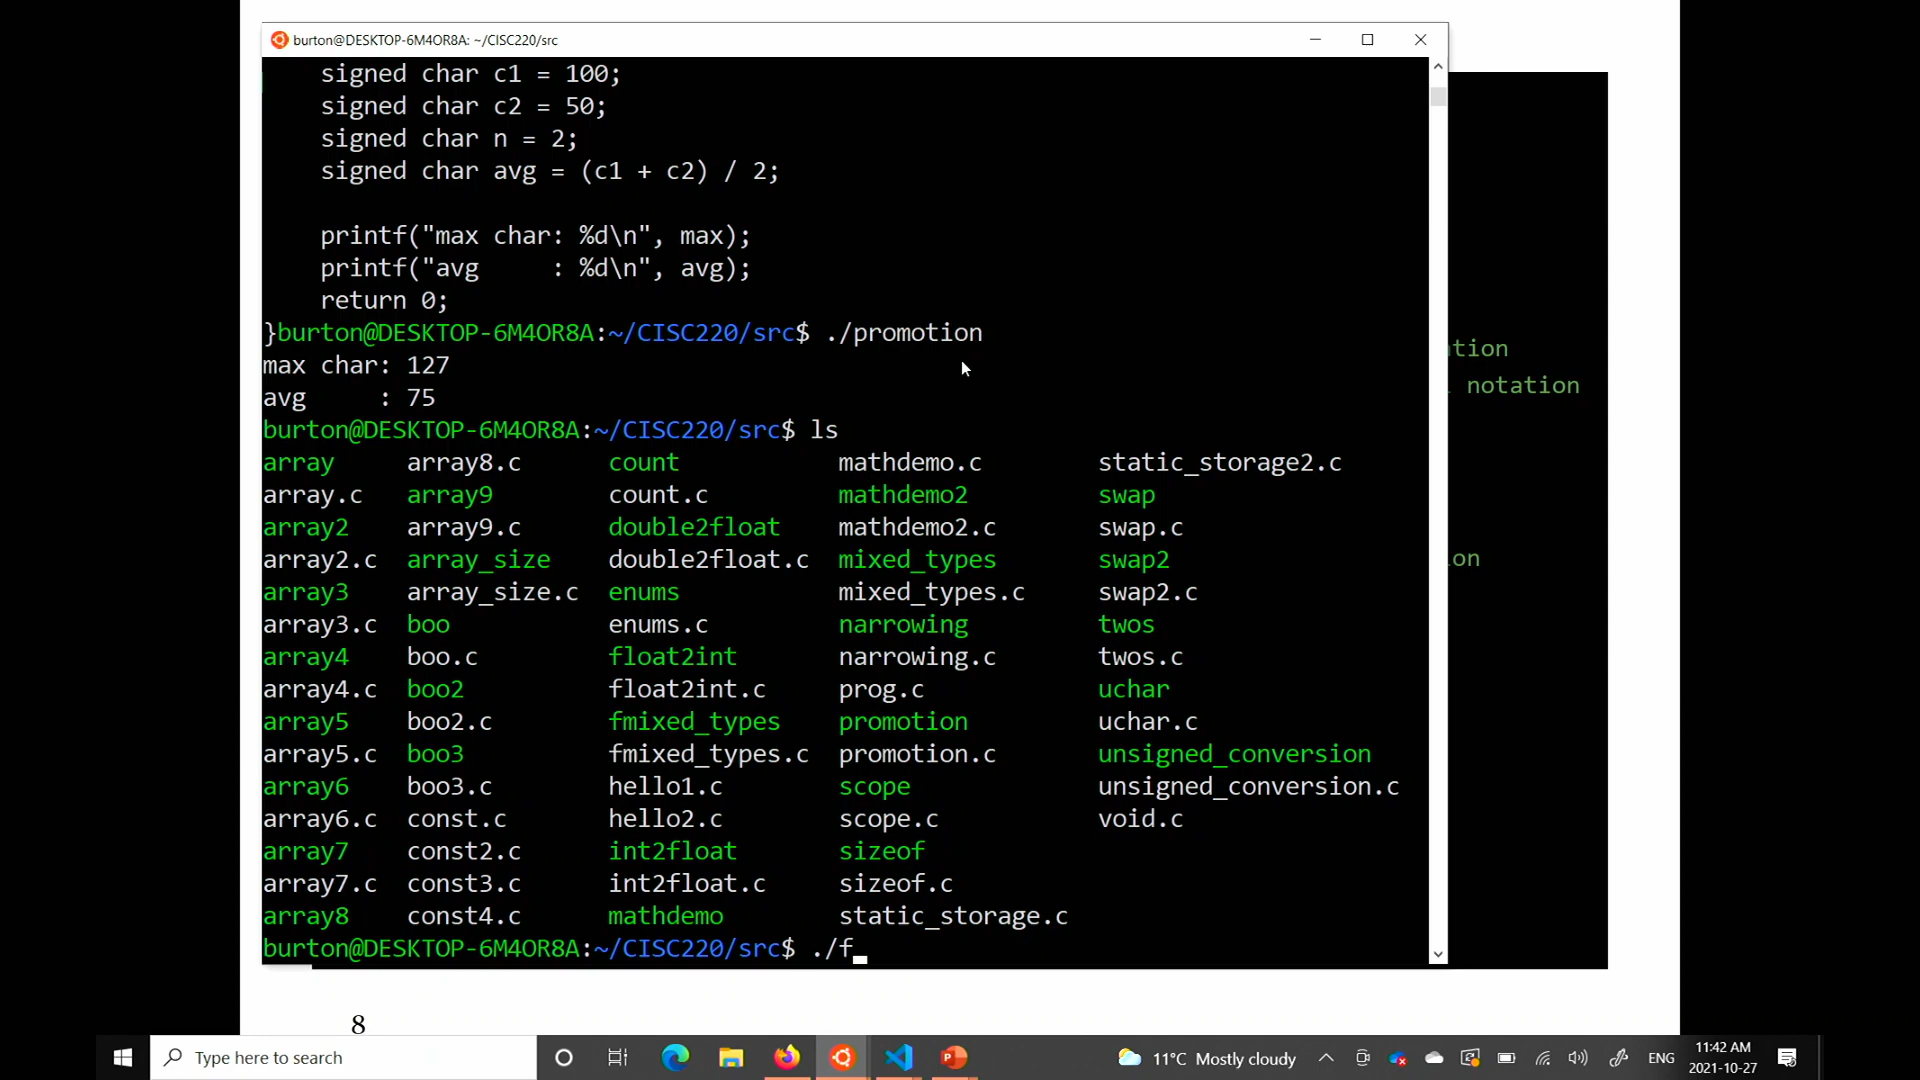 burton@DESKTOP-6M4OR8A: ~/CISC220/src
signed char c1 = 100;
signed char c2 = 50;
signed char n = 2;
signed char avg = (c1 + c2) / 2;
printf("max char: %d\n", max);
printf("avg     : %d\n", avg);
return 0;
}burton@DESKTOP-6M4OR8A:~/CISC220/src$ ./promotion
max char: 127
avg     : 75
burton@DESKTOP-6M4OR8A:~/CISC220/src$ ls
array array8.c count mathdemo.c static_storage2.c
array.c array9 count.c mathdemo2 swap
array2 array9.c double2float mathdemo2.c swap.c
array2.c array_size double2float.c mixed_types swap2
array3 array_size.c enums mixed_types.c swap2.c
array3.c boo enums.c narrowing twos
array4 boo.c float2int narrowing.c twos.c
array4.c boo2 float2int.c prog.c uchar
array5 boo2.c fmixed_types promotion uchar.c
array5.c boo3 fmixed_types.c promotion.c unsigned_conversion
array6 boo3.c hello1.c scope unsigned_conversion.c
array6.c const.c hello2.c scope.c void.c
array7 const2.c int2float sizeof
array7.c const3.c int2float.c sizeof.c
array8 const4.c mathdemo static_storage.c
burton@DESKTOP-6M4OR8A:~/CISC220/src$ ./f
notation
8
Type here to search
11°C Mostly cloudy
ENG
11:42 AM
2021-10-27